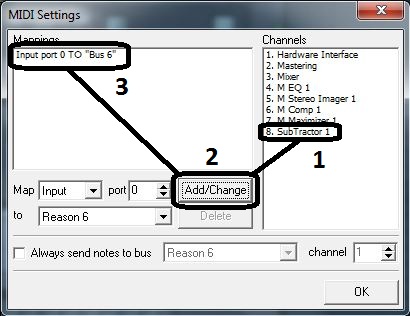 MIDI Settings
Mappings
Input port 0 TO "Bus 6"
3
Channels
1. Hardware Interface
2. Mastering
3. Mixer
4. M EQ 1
5. M Stereo Imager 1
6. M Comp 1
7. M Maximizer 1
8. SubTractor 1
1
2
Map Input port 0 Add/Change
to Reason 6 Delete
Always send notes to bus Reason 6 channel 1
OK